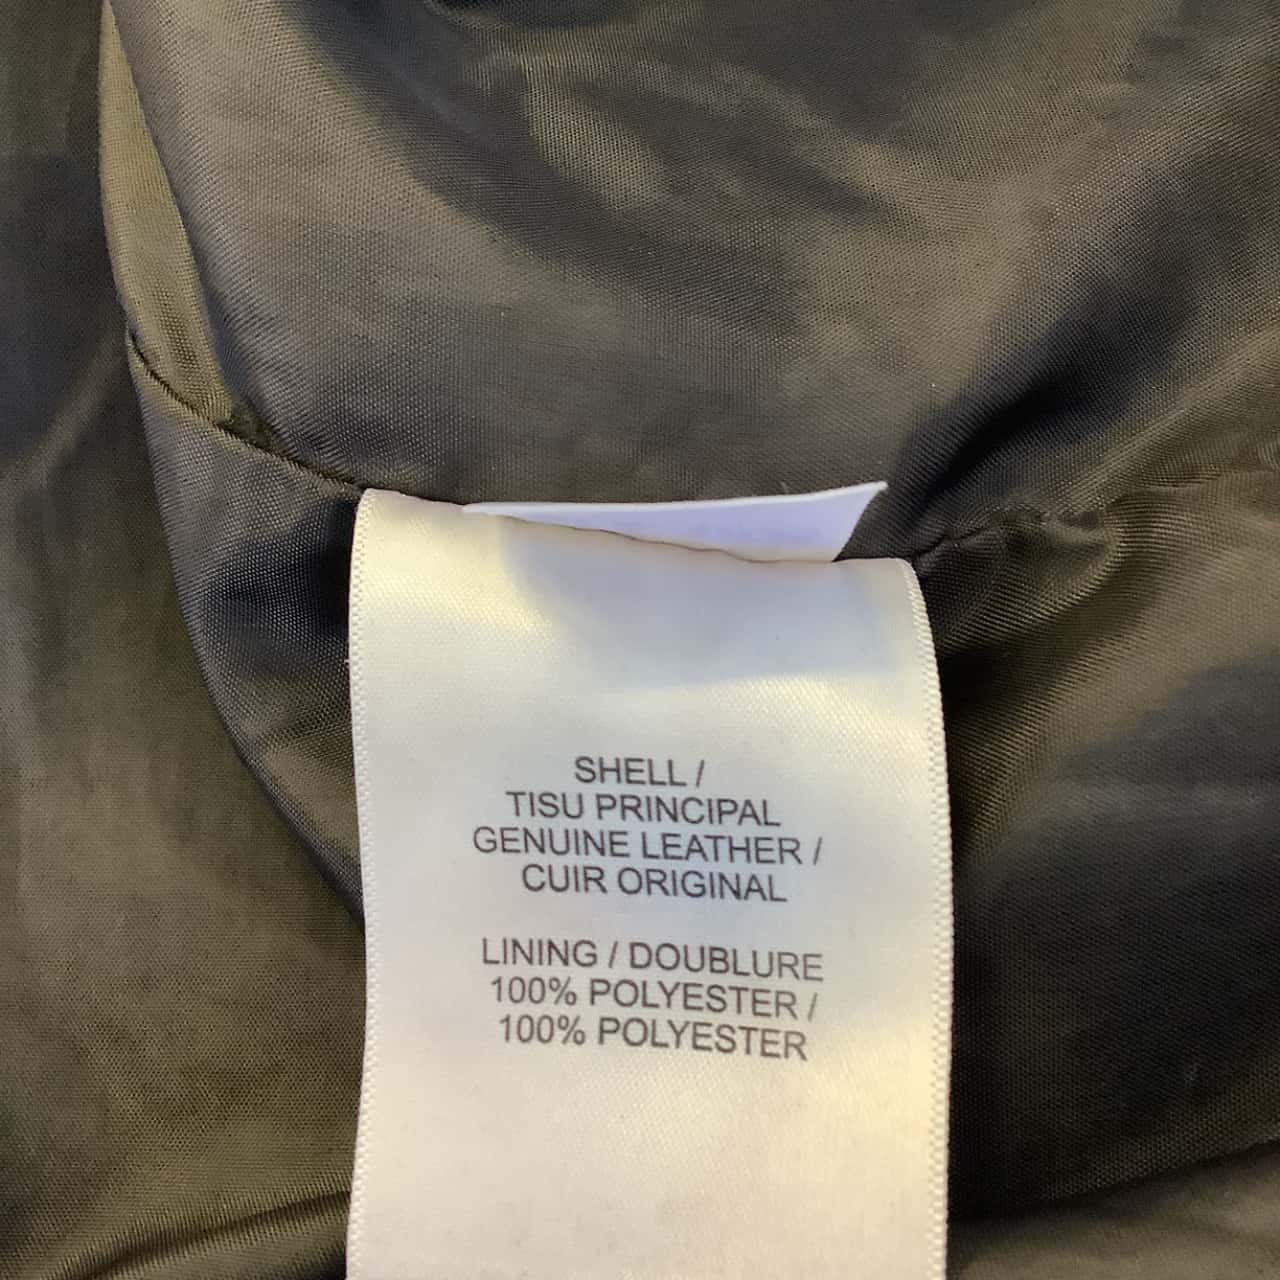 SHELL /
TISU PRINCIPAL
GENUINE LEATHER /
CUIR ORIGINAL
LINING / DOUBLURE
100% POLYESTER /
100% POLYESTER